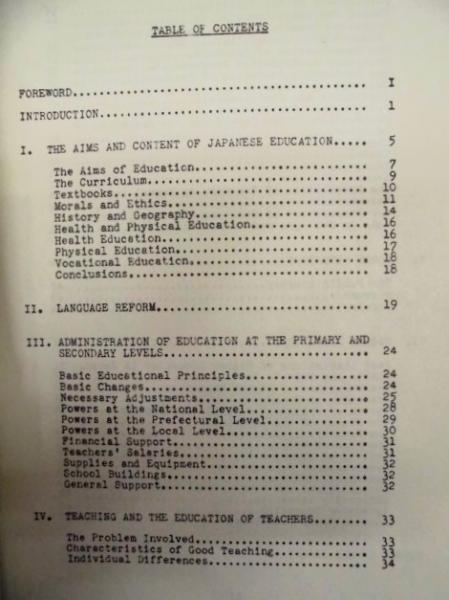 TABLE OF CONTENTS
FOREWORD............................................. I
INTRODUCTION......................................... 1
I. THE AIMS AND CONTENT OF JAPANESE EDUCATION..... 5
The Aims of Education........................... 7
The Curriculum.................................. 9
Textbooks....................................... 10
Morals and Ethics............................... 11
History and Geography........................... 14
Health and Physical Education................... 16
Health Education................................ 16
Physical Education.............................. 17
Vocational Education............................ 18
Conclusions..................................... 18
II. LANGUAGE REFORM................................ 19
III. ADMINISTRATION OF EDUCATION AT THE PRIMARY AND
SECONDARY LEVELS................................ 24
Basic Educational Principles.................... 24
Basic Changes................................... 24
Necessary Adjustments........................... 25
Powers at the National Level.................... 28
Powers at the Prefectural Level................. 29
Powers at the Local Level....................... 30
Financial Support............................... 31
Teachers' Salaries.............................. 31
Supplies and Equipment.......................... 32
School Buildings................................ 32
General Support................................. 32
IV. TEACHING AND THE EDUCATION OF TEACHERS........ 33
The Problem Involved............................ 33
Characteristics of Good Teaching................ 33
Individual Differences.......................... 34